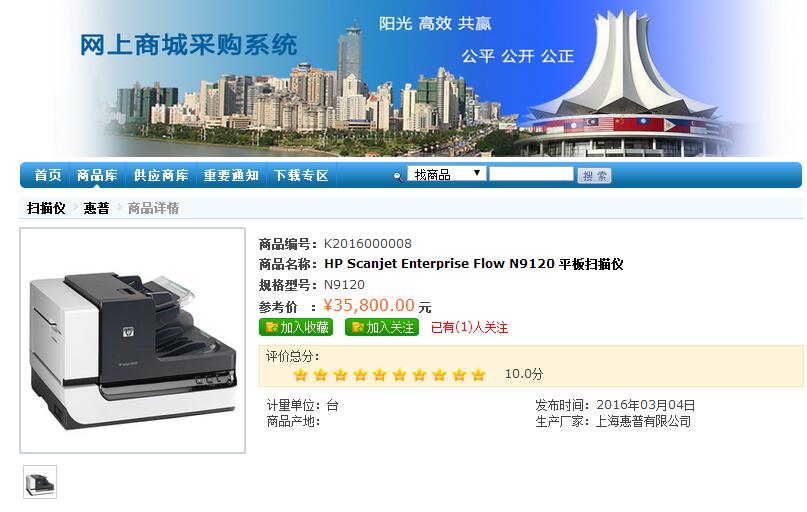 阳光 高效 共赢
网上商城采购系统
公平 公开 公正
首页 商品库 供应商库 重要通知 下载专区 找商品 搜索
扫描仪 惠普 商品详情
商品编号：K2016000008
商品名称：HP Scanjet Enterprise Flow N9120 平板扫描仪
规格型号：N9120
参考价 ：¥35,800.00 元
加入收藏 加入关注 已有(1)人关注
评价总分：
10.0分
计量单位：台 发布时间：2016年03月04日
商品产地： 生产厂家：上海惠普有限公司